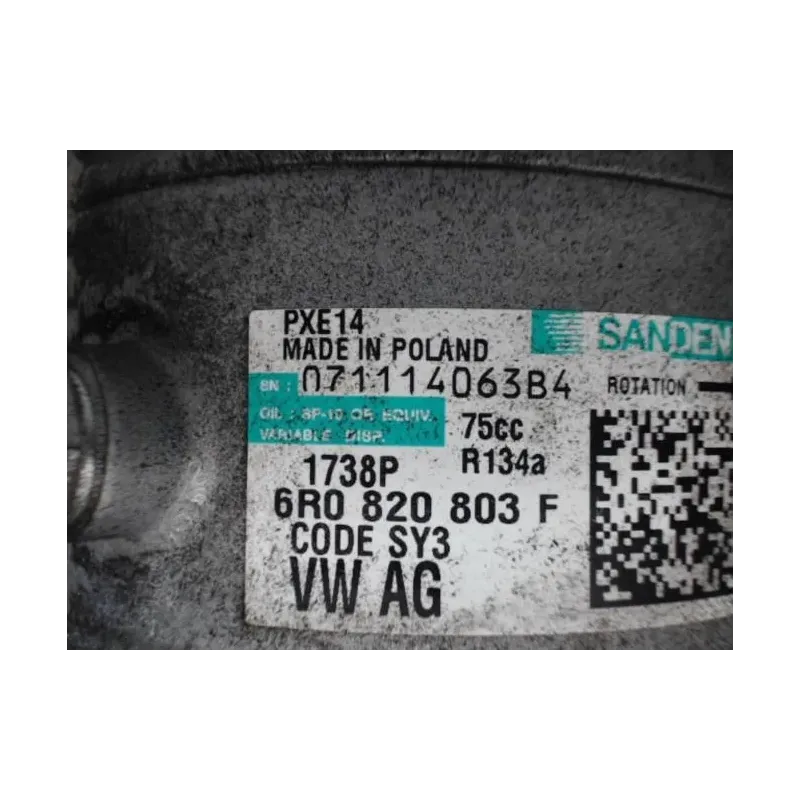 PXE14
SANDEN
MADE IN POLAND
SN : 071114063B4
ROTATION
OIL : SP-10 OR EQUIV.
75cc
VARIABLE DISP.
R134a
1738P
6R0 820 803 F
CODE SY3
VW AG